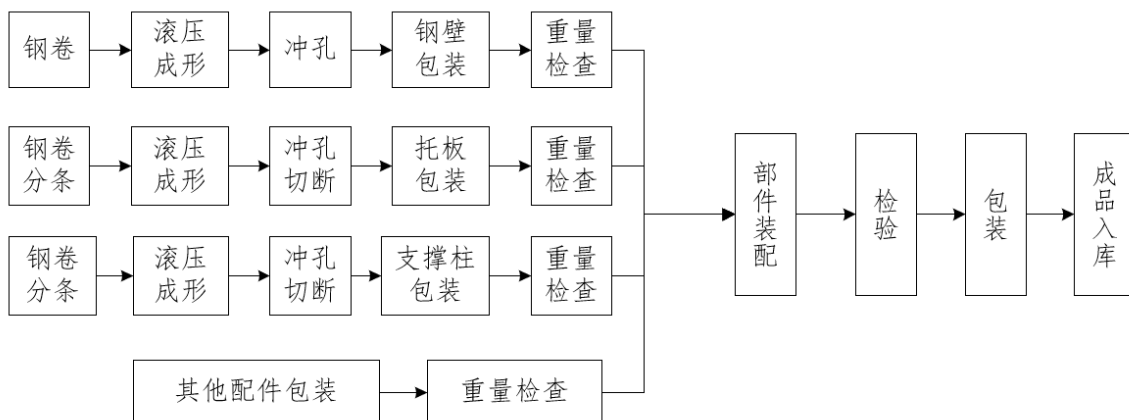 钢卷
滚压
成形
冲孔
钢壁
包装
重量
检查
钢卷
分条
滚压
成形
冲孔
切断
托板
包装
重量
检查
钢卷
分条
滚压
成形
冲孔
切断
支撑柱
包装
重量
检查
其他配件包装
重量检查
部件装配
检验
包装
成品入库